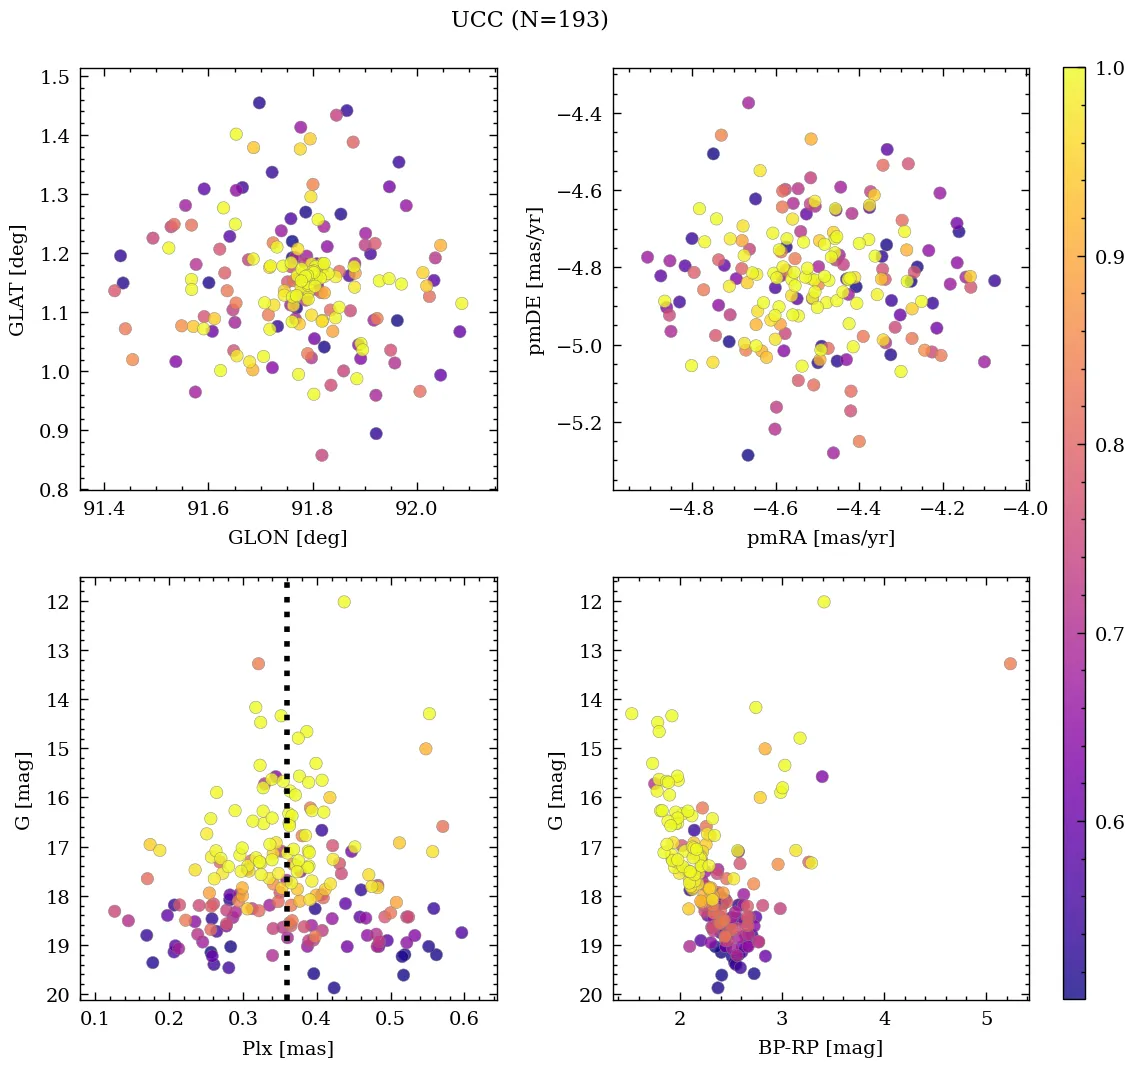 UCC (N=193)
1.5
1.4
1.3
1.2
1.1
1.0
0.9
0.8
GLAT [deg]
91.4 91.6 91.8 92.0
GLON [deg]
−4.4
−4.6
−4.8
−5.0
−5.2
pmDE [mas/yr]
−4.8 −4.6 −4.4 −4.2 −4.0
pmRA [mas/yr]
12
13
14
15
16
17
18
19
20
G [mag]
0.1 0.2 0.3 0.4 0.5 0.6
Plx [mas]
12
13
14
15
16
17
18
19
20
G [mag]
2 3 4 5
BP-RP [mag]
1.0
0.9
0.8
0.7
0.6